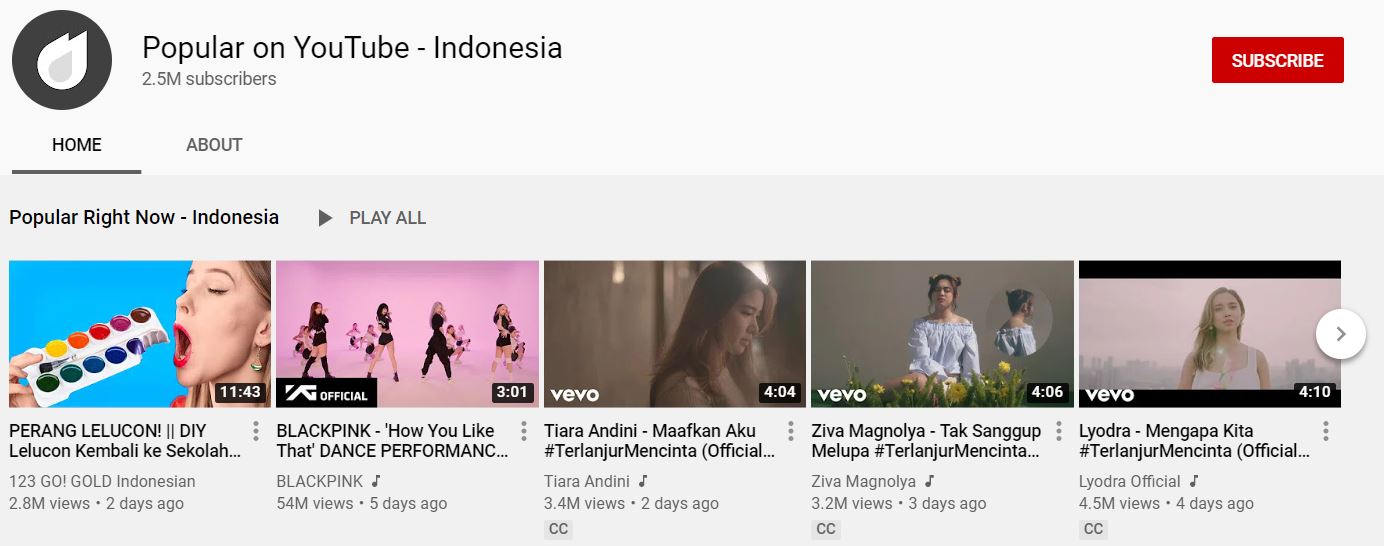 Popular on YouTube - Indonesia
2.5M subscribers
SUBSCRIBE
HOME
ABOUT
Popular Right Now - Indonesia
PLAY ALL
11:43
YG OFFICIAL
3:01
vevo
4:04
vevo
4:06
vevo
4:10
PERANG LELUCON! || DIY
Lelucon Kembali ke Sekolah...
123 GO! GOLD Indonesian
2.8M views • 2 days ago
BLACKPINK - 'How You Like
That' DANCE PERFORMANC...
BLACKPINK ♪
54M views • 5 days ago
Tiara Andini - Maafkan Aku
#TerlanjurMencinta (Official...
Tiara Andini ♪
3.4M views • 2 days ago
CC
Ziva Magnolya - Tak Sanggup
Melupa #TerlanjurMencinta...
Ziva Magnolya ♪
3.2M views • 3 days ago
CC
Lyodra - Mengapa Kita
#TerlanjurMencinta (Official...
Lyodra Official ♪
4.5M views • 4 days ago
CC